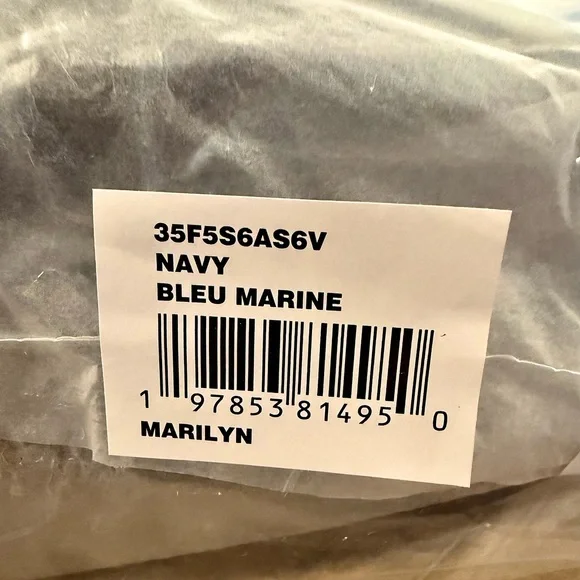 35F5S6AS6V
NAVY
BLEU MARINE
1 97853 81495 0
MARILYN